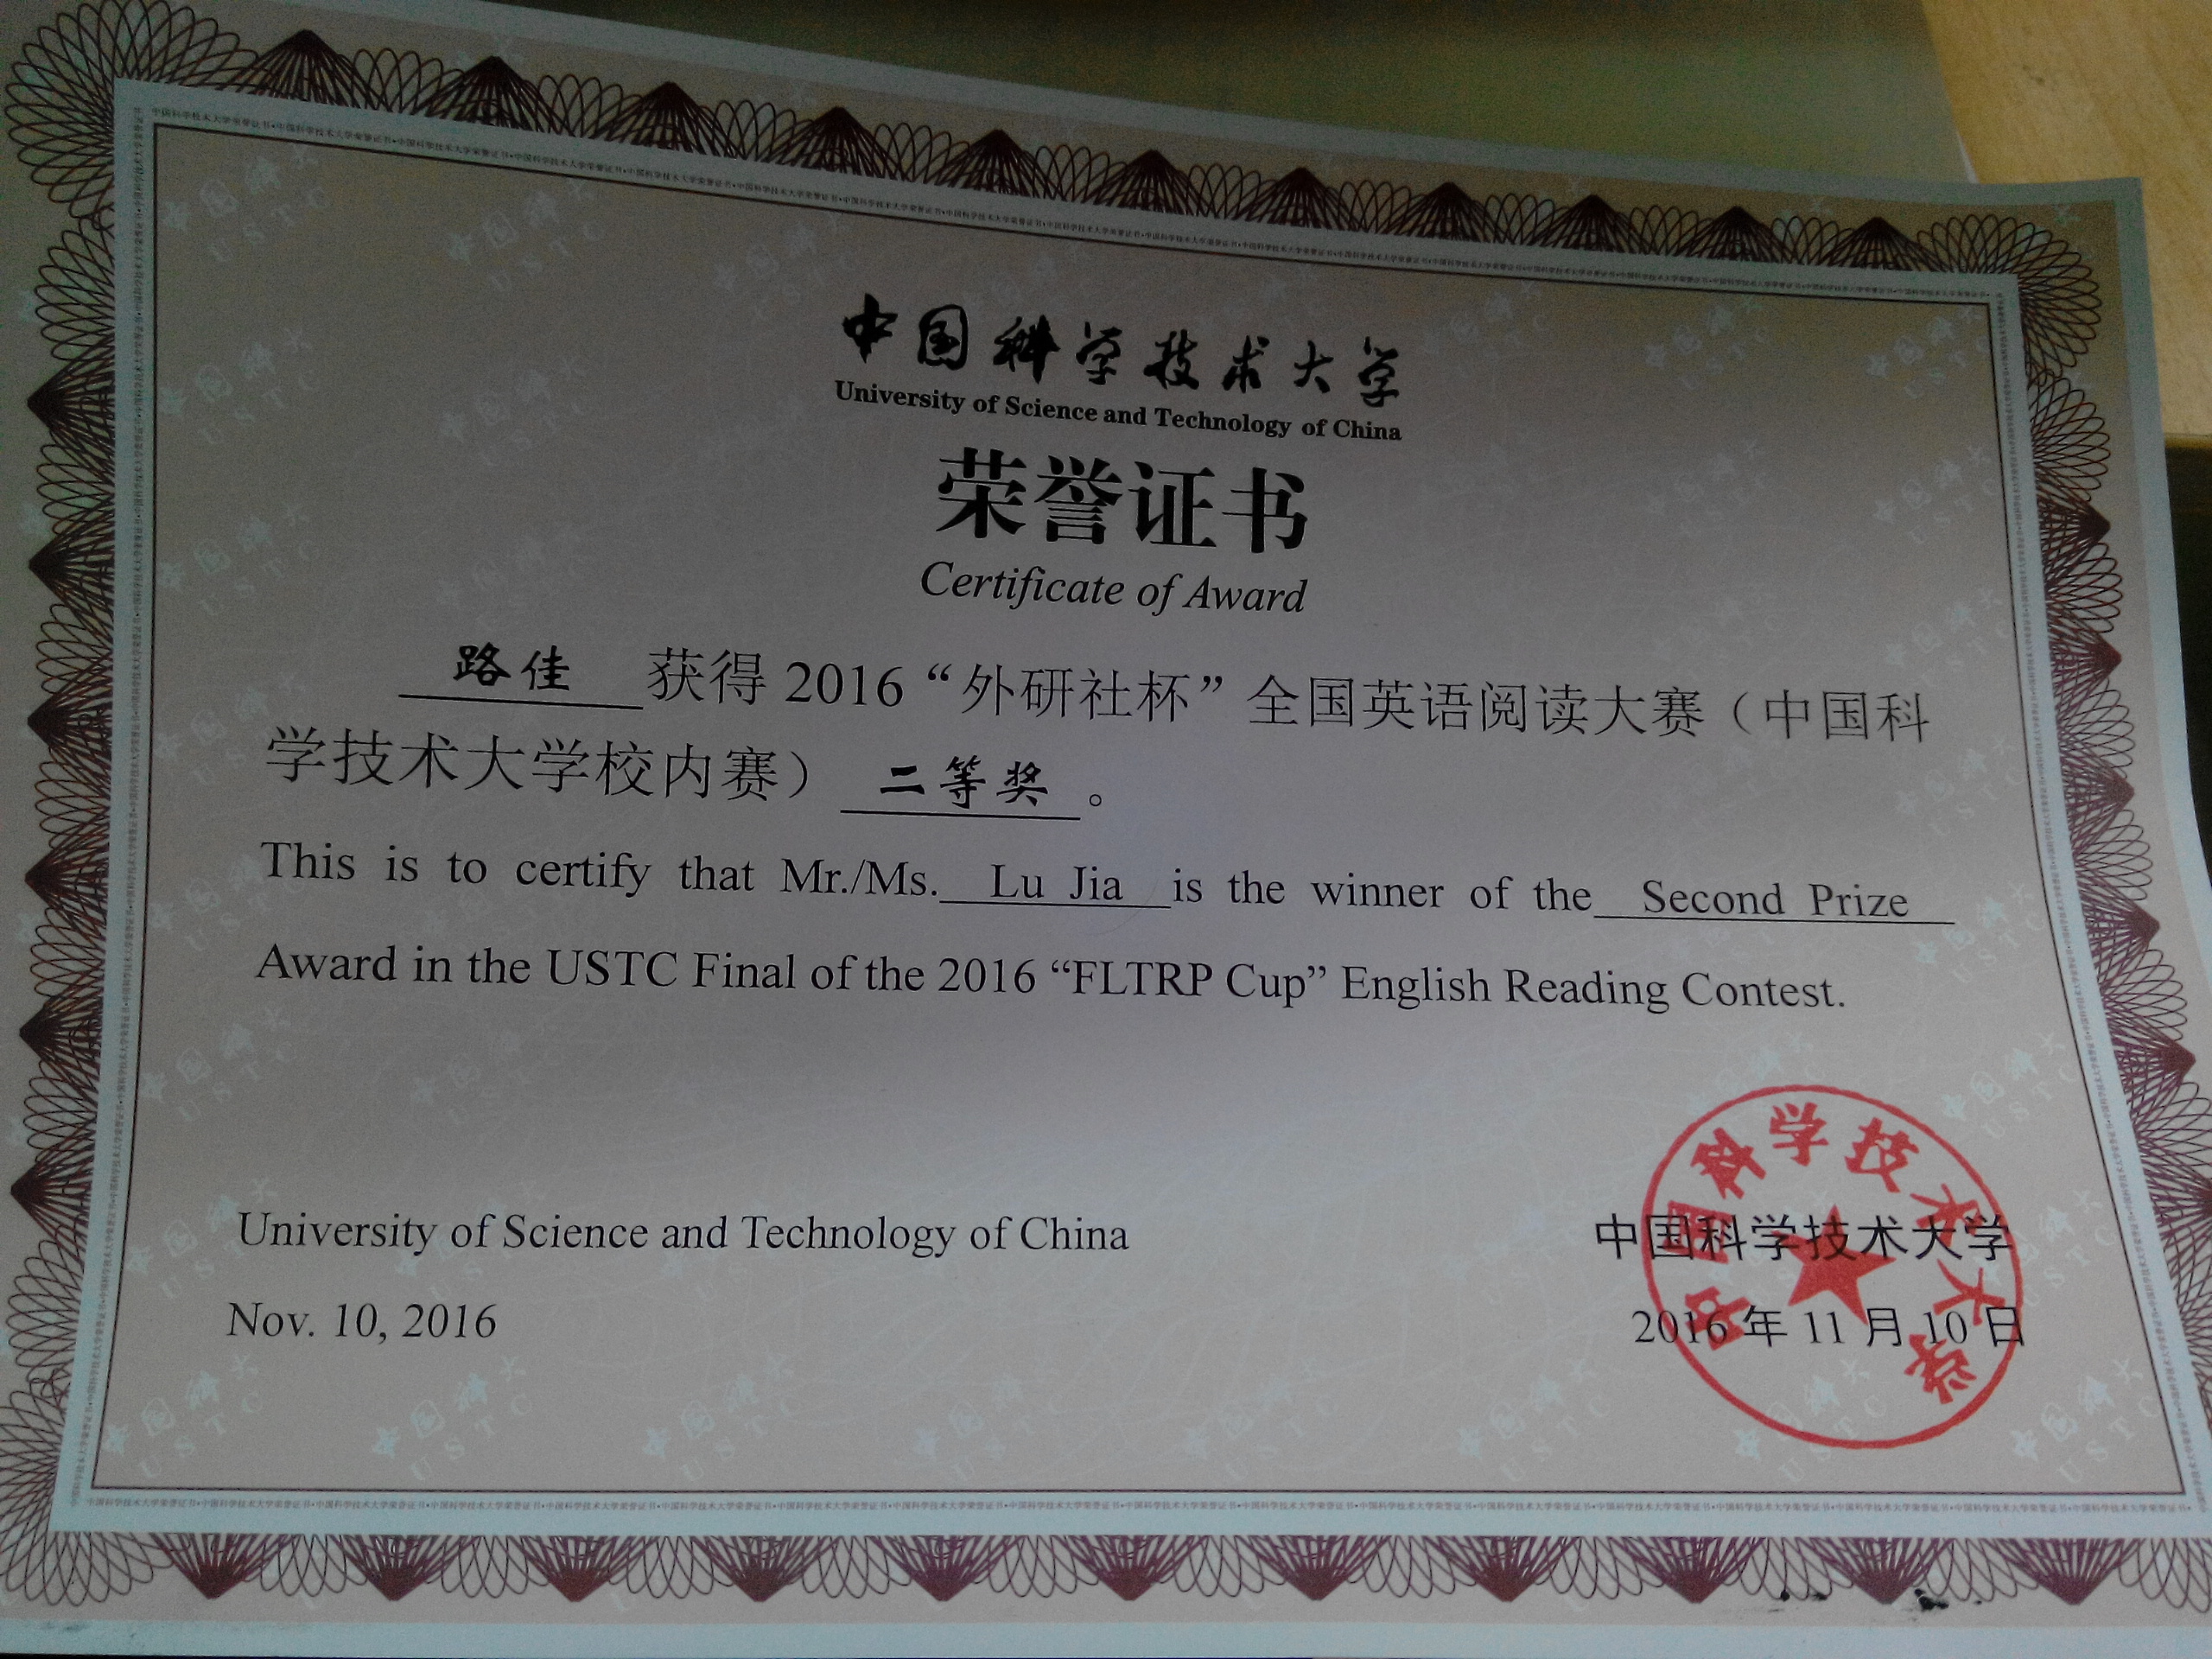 中国科学技术大学
University of Science and Technology of China
荣誉证书
Certificate of Award
路佳 获得 2016“外研社杯”全国英语阅读大赛（中国科
学技术大学校内赛） 二等奖 。
This is to certify that Mr./Ms. Lu Jia is the winner of the Second Prize
Award in the USTC Final of the 2016 “FLTRP Cup” English Reading Contest.
University of Science and Technology of China
中国科学技术大学
Nov. 10, 2016
2016 年 11 月 10 日
中国科学技术大学